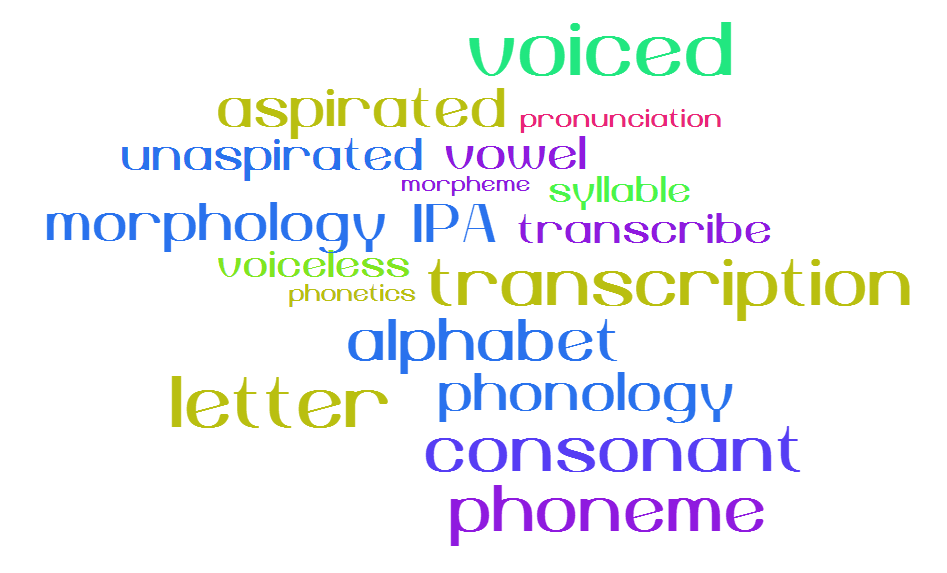 voiced
aspirated pronunciation
unaspirated vowel
morpheme syllable
morphology IPA transcribe
voiceless transcription
phonetics
alphabet
letter phonology
consonant
phoneme